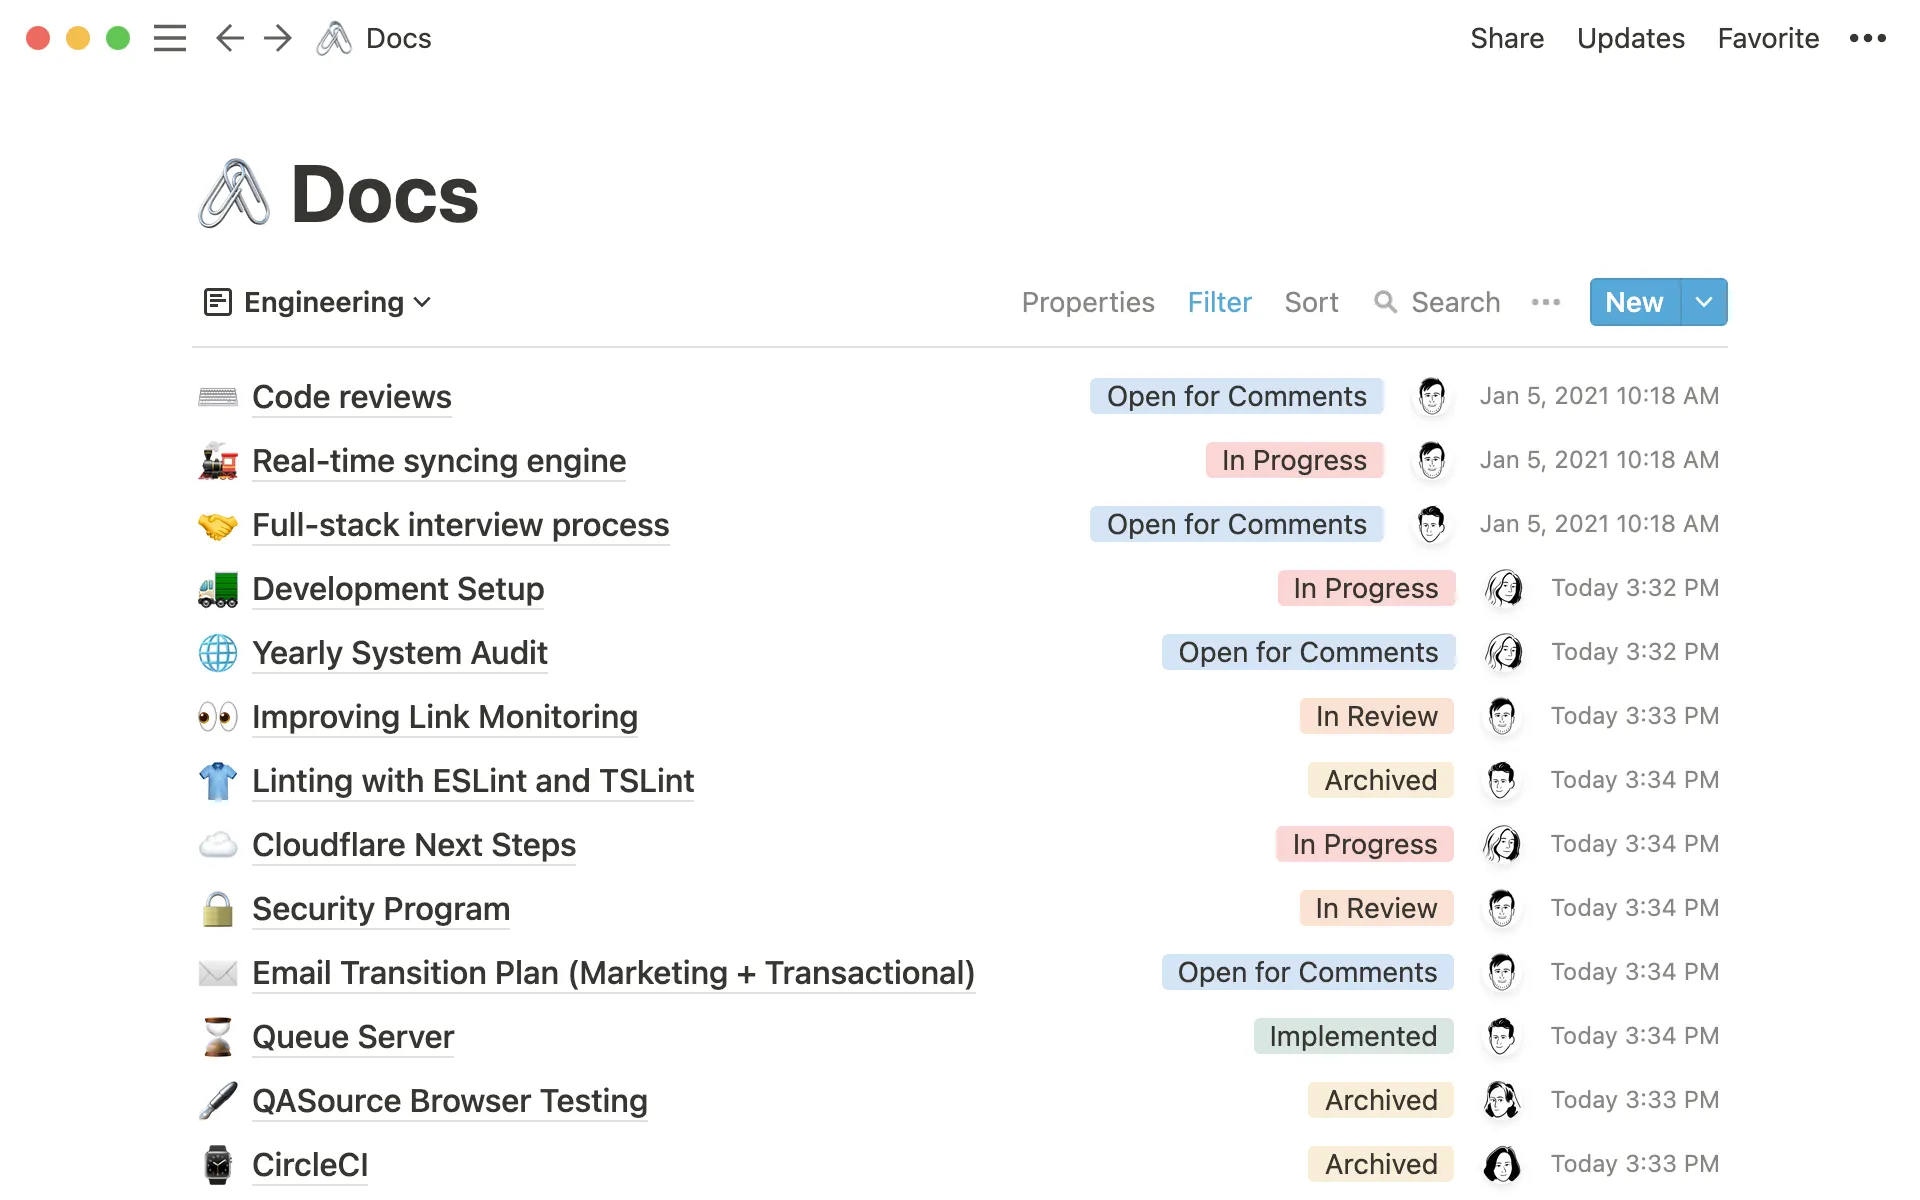 Docs
Share Updates Favorite
Docs
Engineering Properties Filter Sort Search New
Code reviews Open for Comments Jan 5, 2021 10:18 AM
Real-time syncing engine In Progress Jan 5, 2021 10:18 AM
Full-stack interview process Open for Comments Jan 5, 2021 10:18 AM
Development Setup In Progress Today 3:32 PM
Yearly System Audit Open for Comments Today 3:32 PM
Improving Link Monitoring In Review Today 3:33 PM
Linting with ESLint and TSLint Archived Today 3:34 PM
Cloudflare Next Steps In Progress Today 3:34 PM
Security Program In Review Today 3:34 PM
Email Transition Plan (Marketing + Transactional) Open for Comments Today 3:34 PM
Queue Server Implemented Today 3:34 PM
QASource Browser Testing Archived Today 3:33 PM
CircleCI Archived Today 3:33 PM